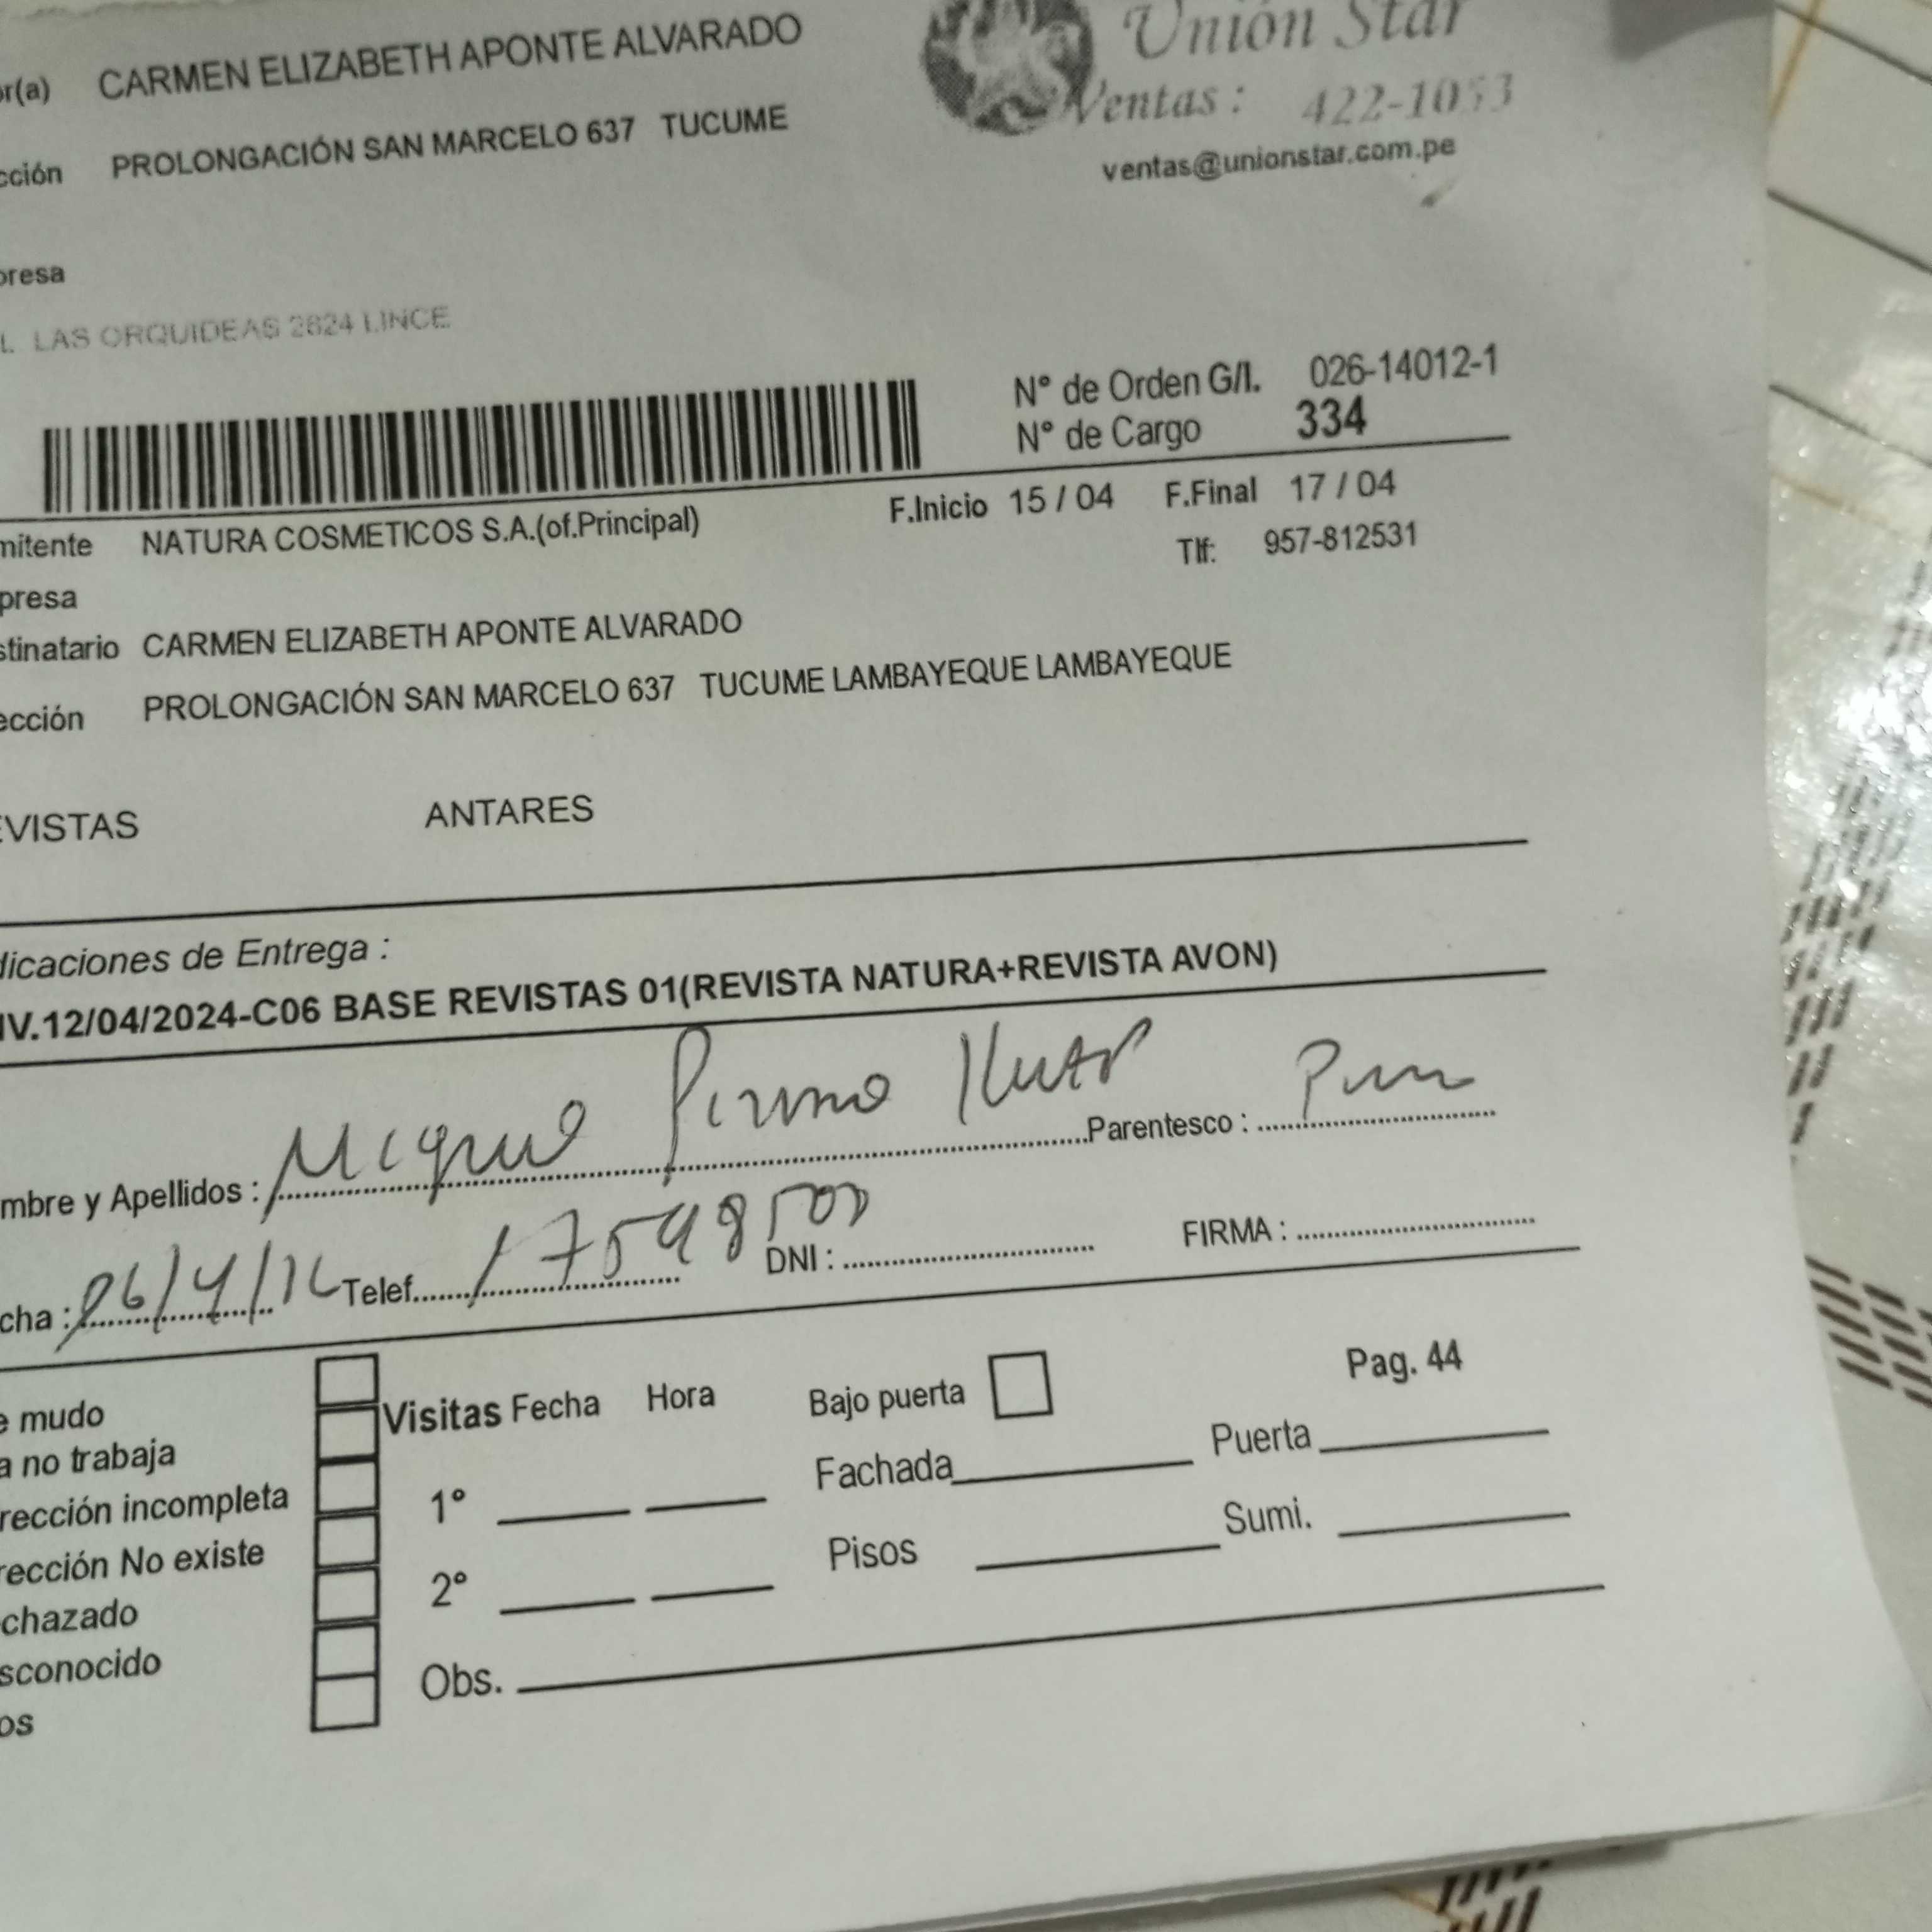 or(a) CARMEN ELIZABETH APONTE ALVARADO
Unión Star
cción PROLONGACIÓN SAN MARCELO 637 TUCUME
Ventas : 422-1053
ventas@unionstar.com.pe
presa
L LAS ORQUIDEAS 2624 LINCE
N° de Orden G/I. 026-14012-1
N° de Cargo 334
mitente NATURA COSMETICOS S.A.(of.Principal) F.Inicio 15 / 04 F.Final 17 / 04
Tlf: 957-812531
presa
stinatario CARMEN ELIZABETH APONTE ALVARADO
ección PROLONGACIÓN SAN MARCELO 637 TUCUME LAMBAYEQUE LAMBAYEQUE
EVISTAS ANTARES
dicaciones de Entrega :
IV.12/04/2024-C06 BASE REVISTAS 01(REVISTA NATURA+REVISTA AVON)
mbre y Apellidos : Parentesco :
cha : Telef. DNI : FIRMA :
e mudo
a no trabaja
rección incompleta
rección No existe
chazado
sconocido
os
Visitas Fecha Hora
1°
2°
Obs.
Bajo puerta
Pag. 44
Fachada Puerta
Pisos Sumi.